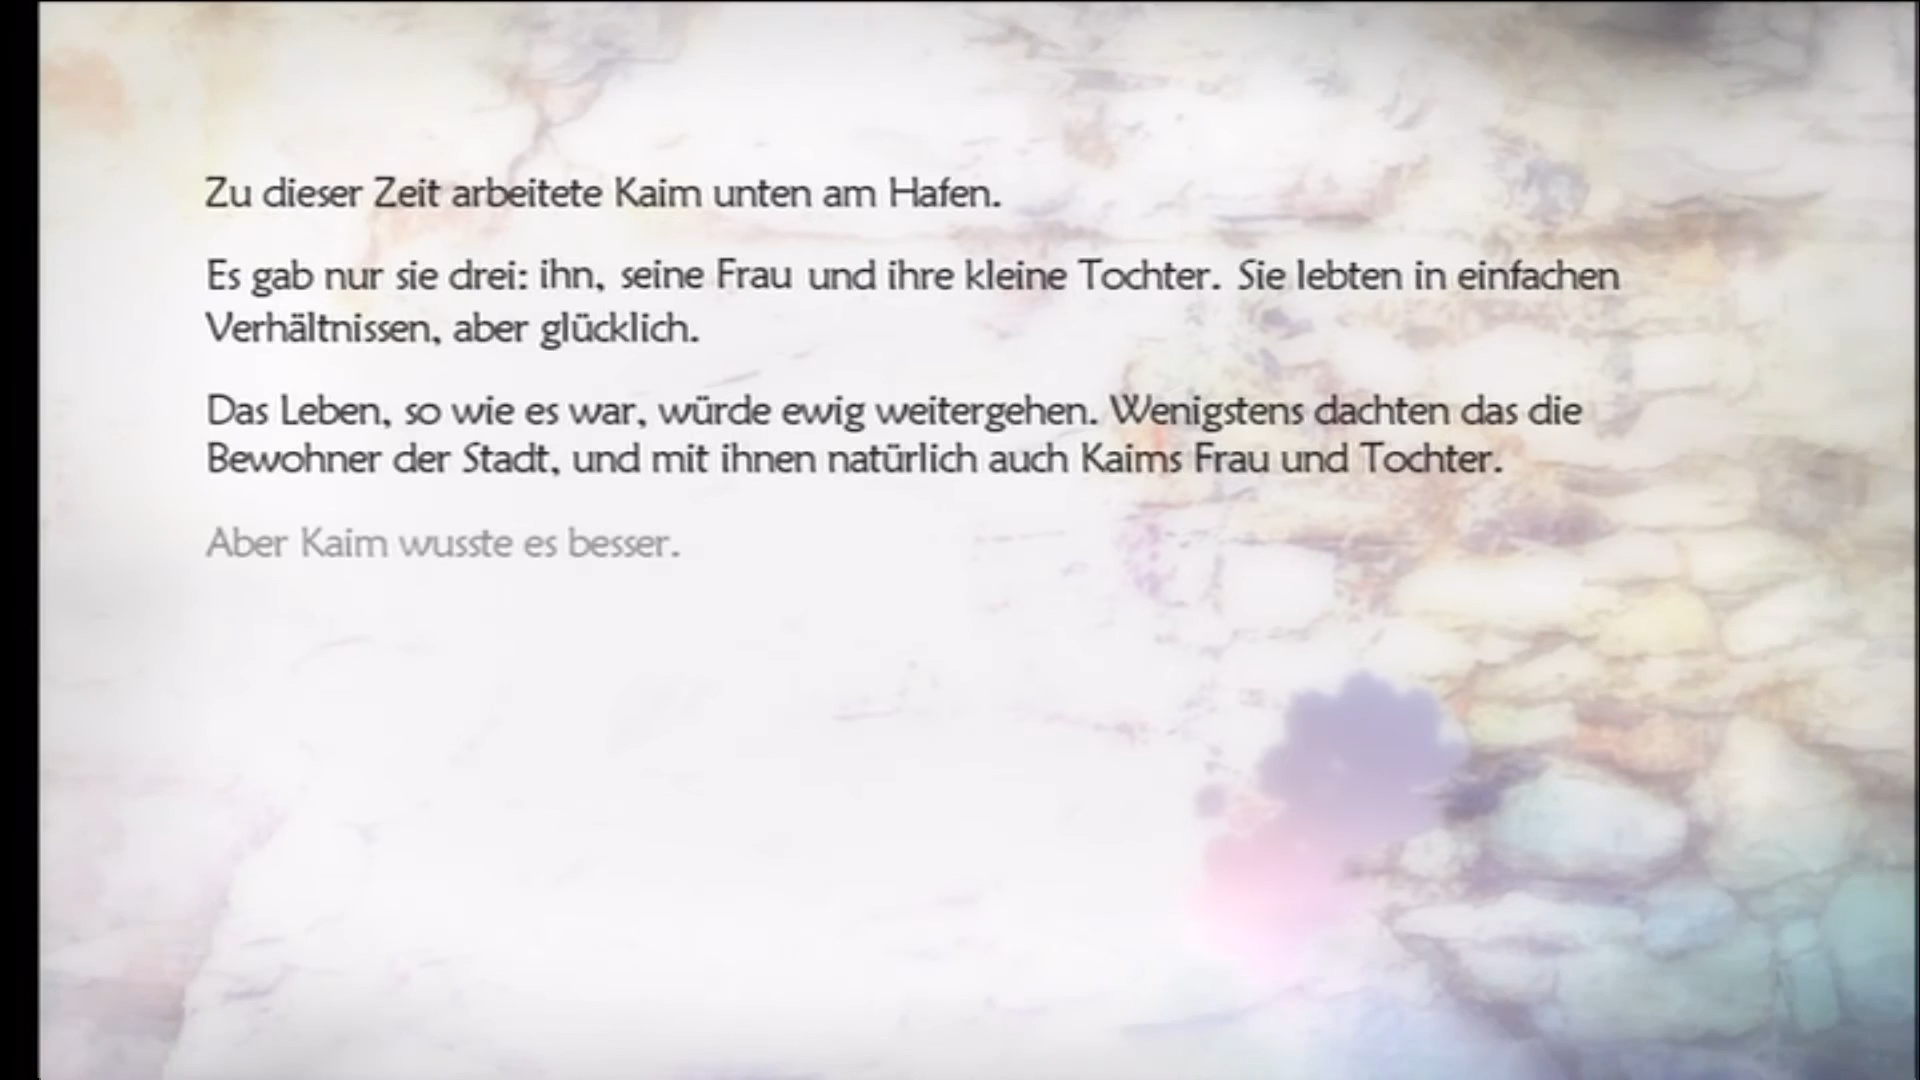 Zu dieser Zeit arbeitete Kaim unten am Hafen.
Es gab nur sie drei: ihn, seine Frau und ihre kleine Tochter. Sie lebten in einfachen
Verhältnissen, aber glücklich.
Das Leben, so wie es war, würde ewig weitergehen. Wenigstens dachten das die
Bewohner der Stadt, und mit ihnen natürlich auch Kaims Frau und Tochter.
Aber Kaim wusste es besser.